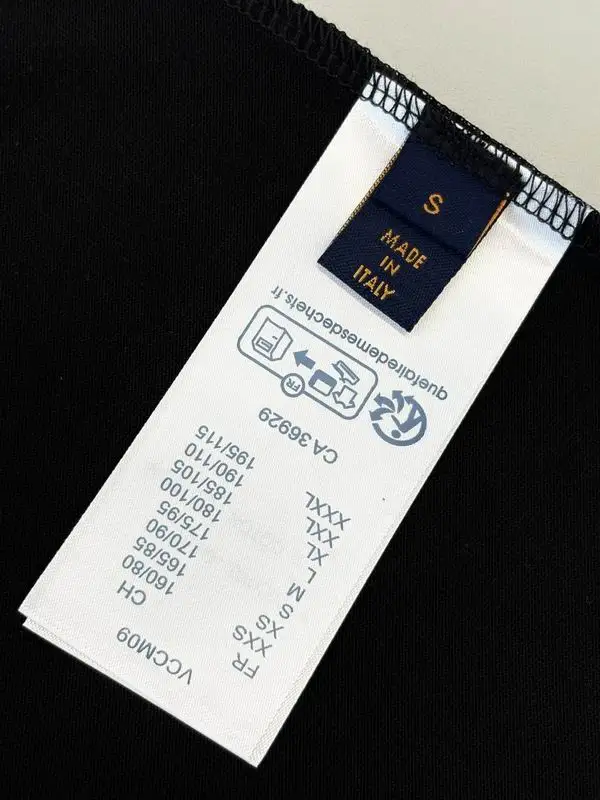 S
MADE
IN
ITALY
VCCM09
FR CH
XXS 160/80
XS 165/85
S 170/90
M 175/95
L 180/100
XL 185/105
XXL 190/110
XXXL 195/115
CA 36929
FR
quefairedemesdechets.fr